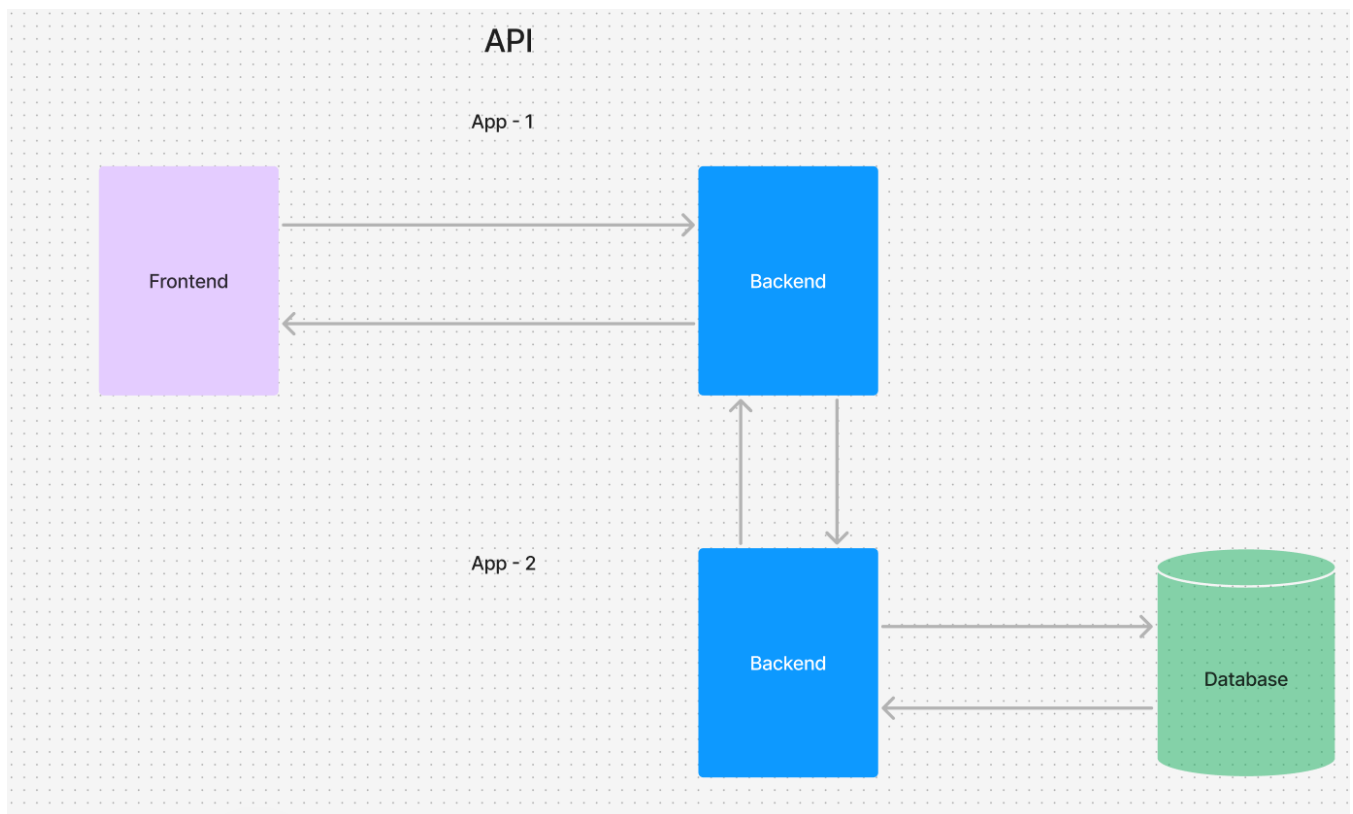 API
App - 1
Frontend
Backend
App - 2
Backend
Database